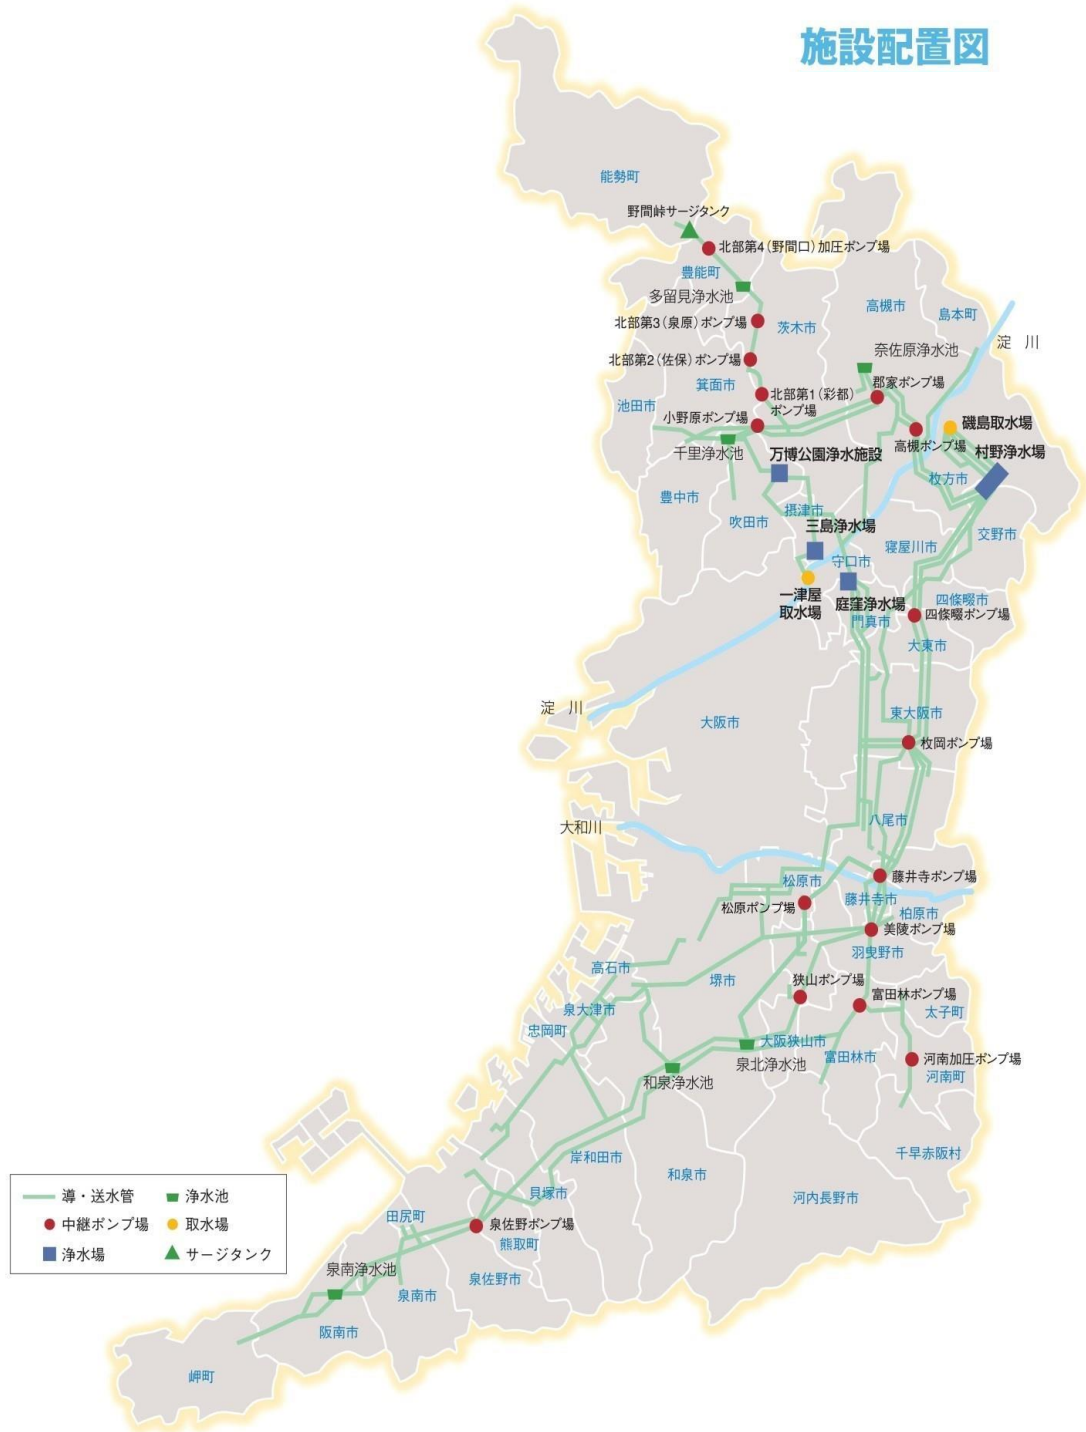 施設配置図
能勢町
野間峠サージタンク
北部第4（野間口）加圧ポンプ場
豊能町
多留見浄水池
北部第3（泉原）ポンプ場
茨木市
高槻市
島本町
淀 川
奈佐原浄水池
北部第2（佐保）ポンプ場
郡家ポンプ場
箕面市
北部第1（彩都）
ポンプ場
池田市
小野原ポンプ場
磯島取水場
高槻ポンプ場
千里浄水池
万博公園浄水施設
村野浄水場
枚方市
豊中市
吹田市
摂津市
三島浄水場
交野市
寝屋川市
守口市
一津屋
取水場
庭窪浄水場
門真市
四條畷市
四條畷ポンプ場
大東市
淀 川
大阪市
東大阪市
枚岡ポンプ場
大和川
八尾市
藤井寺ポンプ場
松原市
藤井寺市
松原ポンプ場
柏原市
美陵ポンプ場
羽曳野市
高石市
堺市
狭山ポンプ場
富田林ポンプ場
泉大津市
太子町
忠岡町
大阪狭山市
泉北浄水池
富田林市
河南加圧ポンプ場
河南町
和泉浄水池
千早赤阪村
岸和田市
和泉市
河内長野市
貝塚市
田尻町
泉佐野ポンプ場
熊取町
泉南浄水池
泉佐野市
泉南市
阪南市
岬町
導・送水管
浄水池
中継ポンプ場
取水場
浄水場
サージタンク